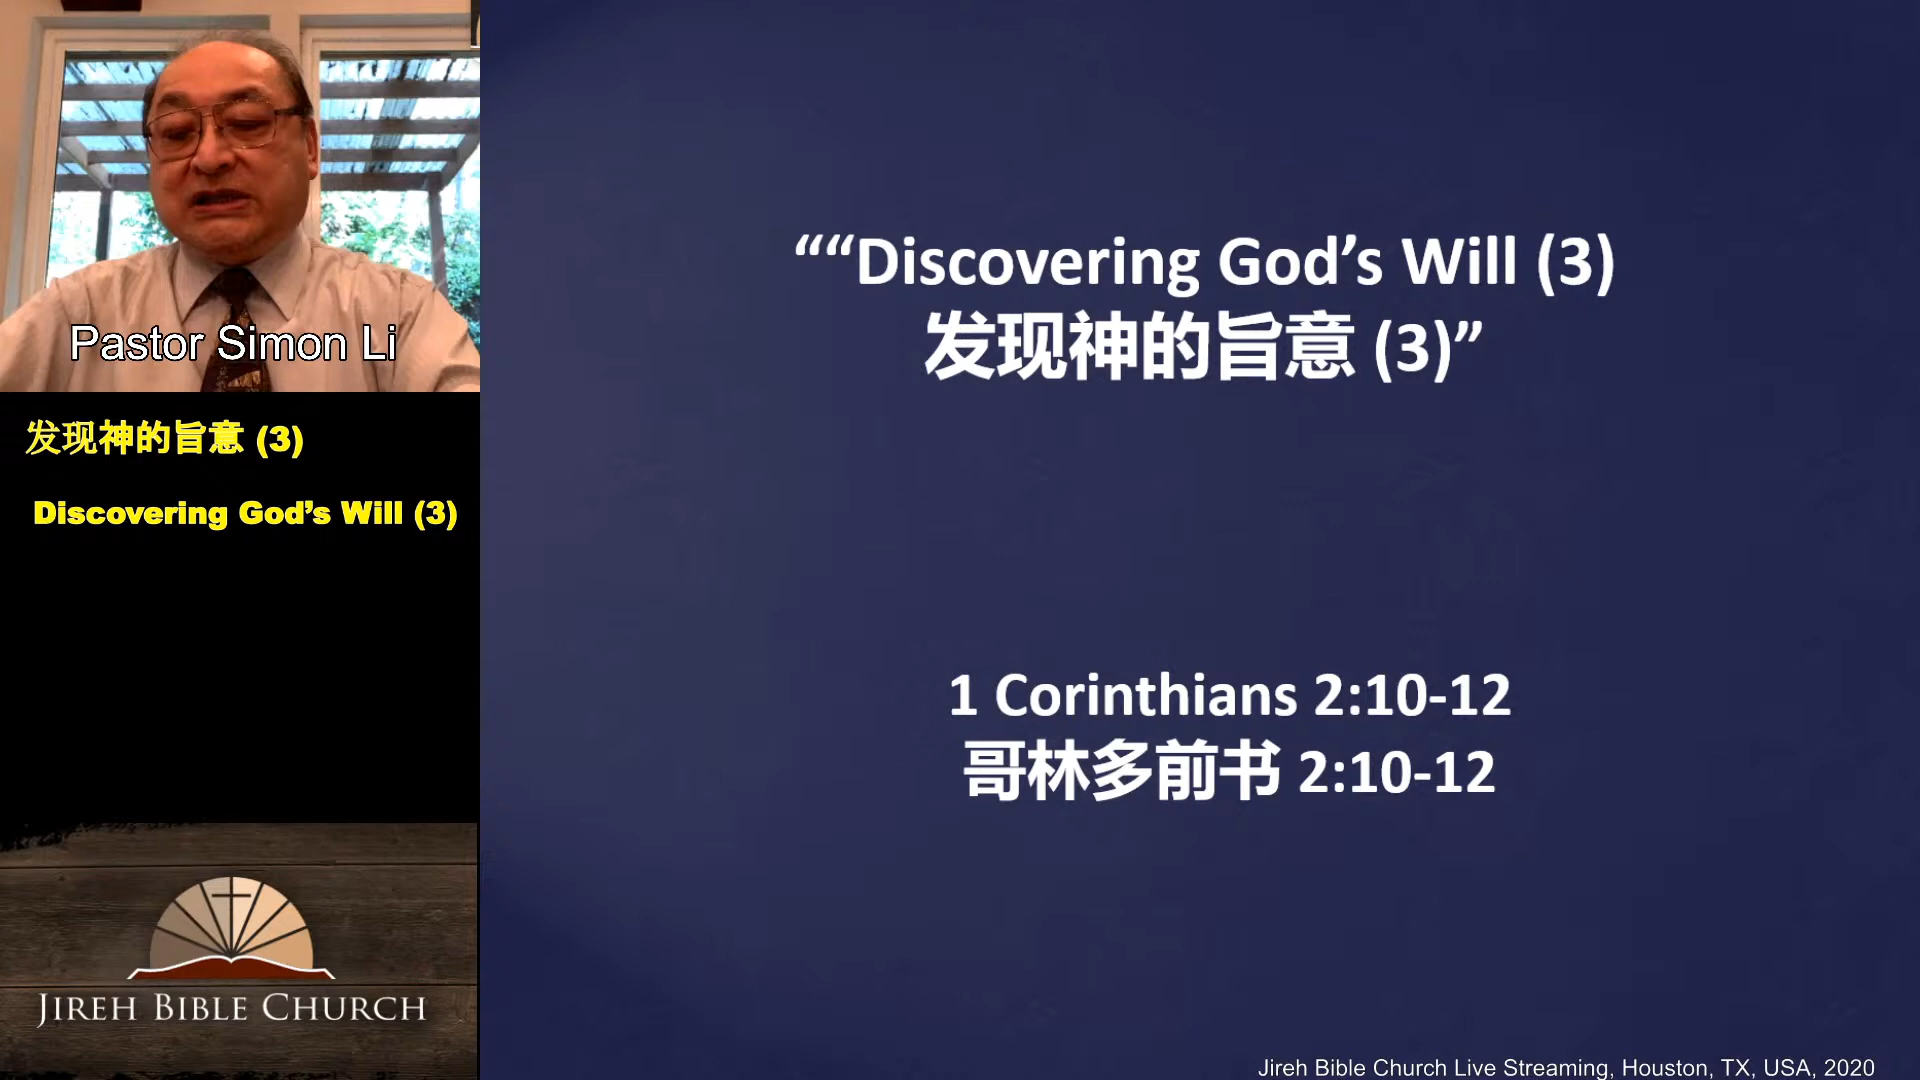 Pastor Simon Li
发现神的旨意 (3)
Discovering God’s Will (3)
JIREH BIBLE CHURCH
““Discovering God’s Will (3)
发现神的旨意 (3)”
1 Corinthians 2:10-12
哥林多前书 2:10-12
Jireh Bible Church Live Streaming, Houston, TX, USA, 2020